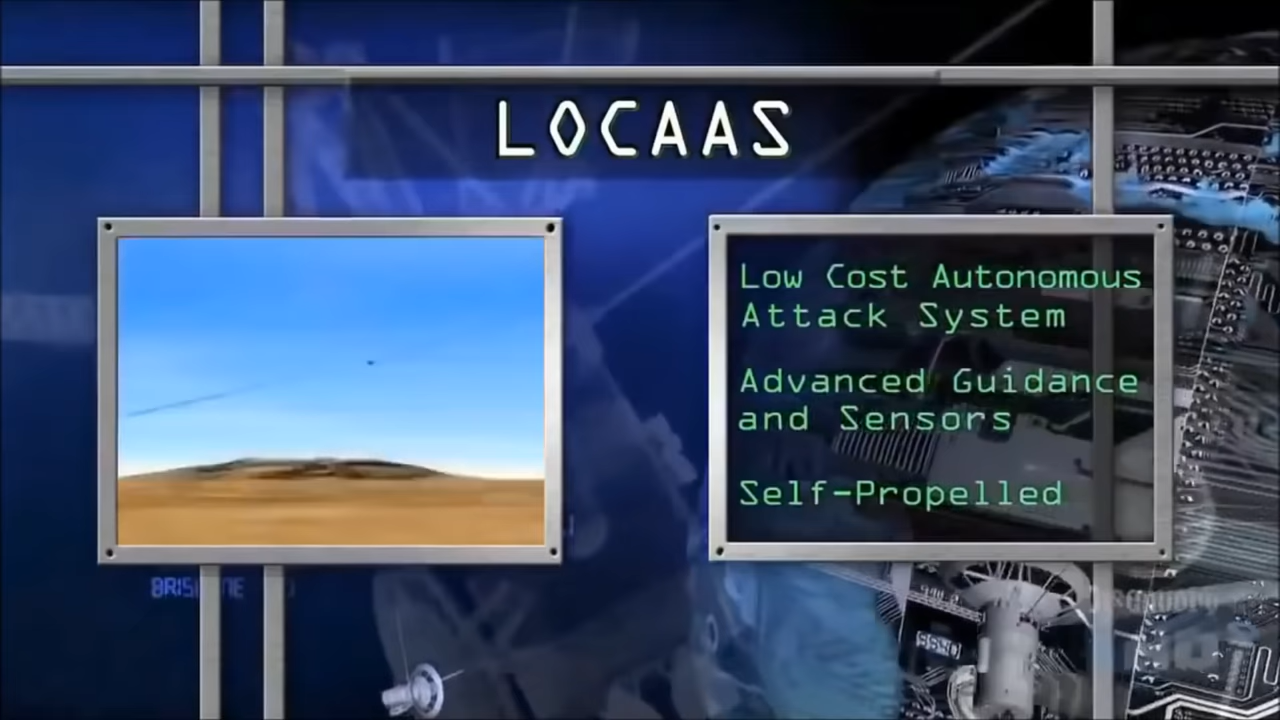 LOCAAS
Low Cost Autonomous
Attack System
Advanced Guidance
and Sensors
Self-Propelled